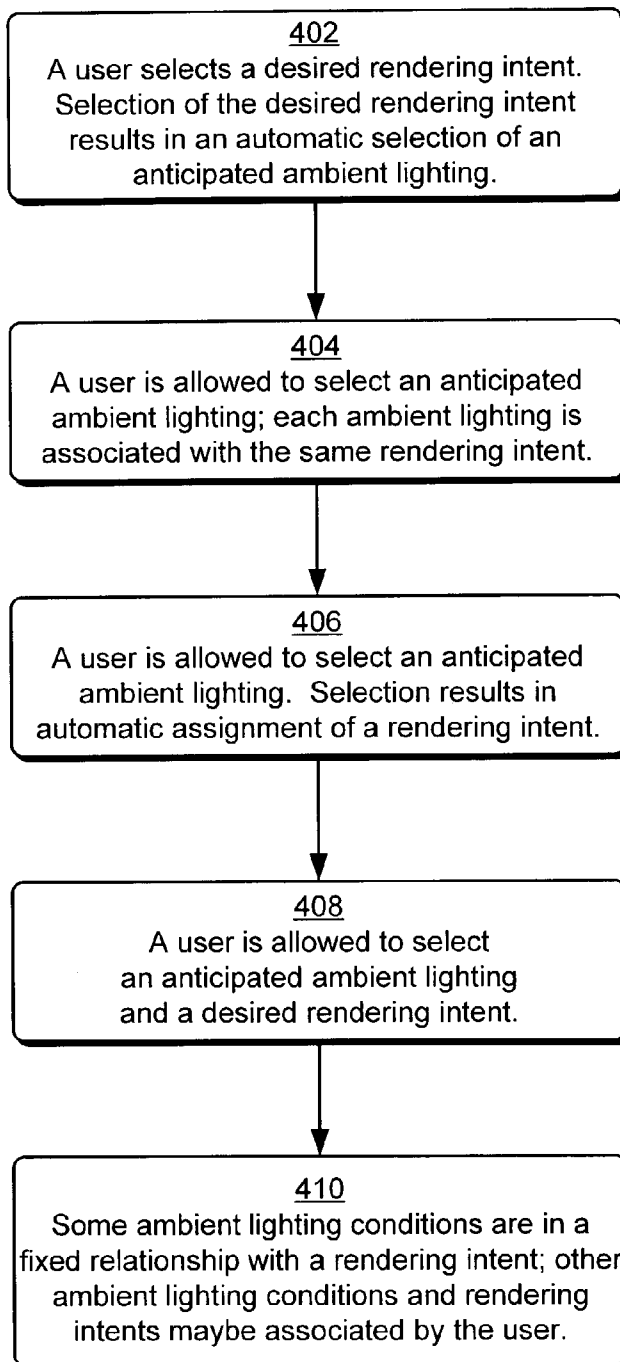 402
A user selects a desired rendering intent.
Selection of the desired rendering intent
results in an automatic selection of an
anticipated ambient lighting.
404
A user is allowed to select an anticipated
ambient lighting; each ambient lighting is
associated with the same rendering intent.
406
A user is allowed to select an anticipated
ambient lighting.  Selection results in
automatic assignment of a rendering intent.
408
A user is allowed to select
an anticipated ambient lighting
and a desired rendering intent.
410
Some ambient lighting conditions are in a
fixed relationship with a rendering intent; other
ambient lighting conditions and rendering
intents maybe associated by the user.